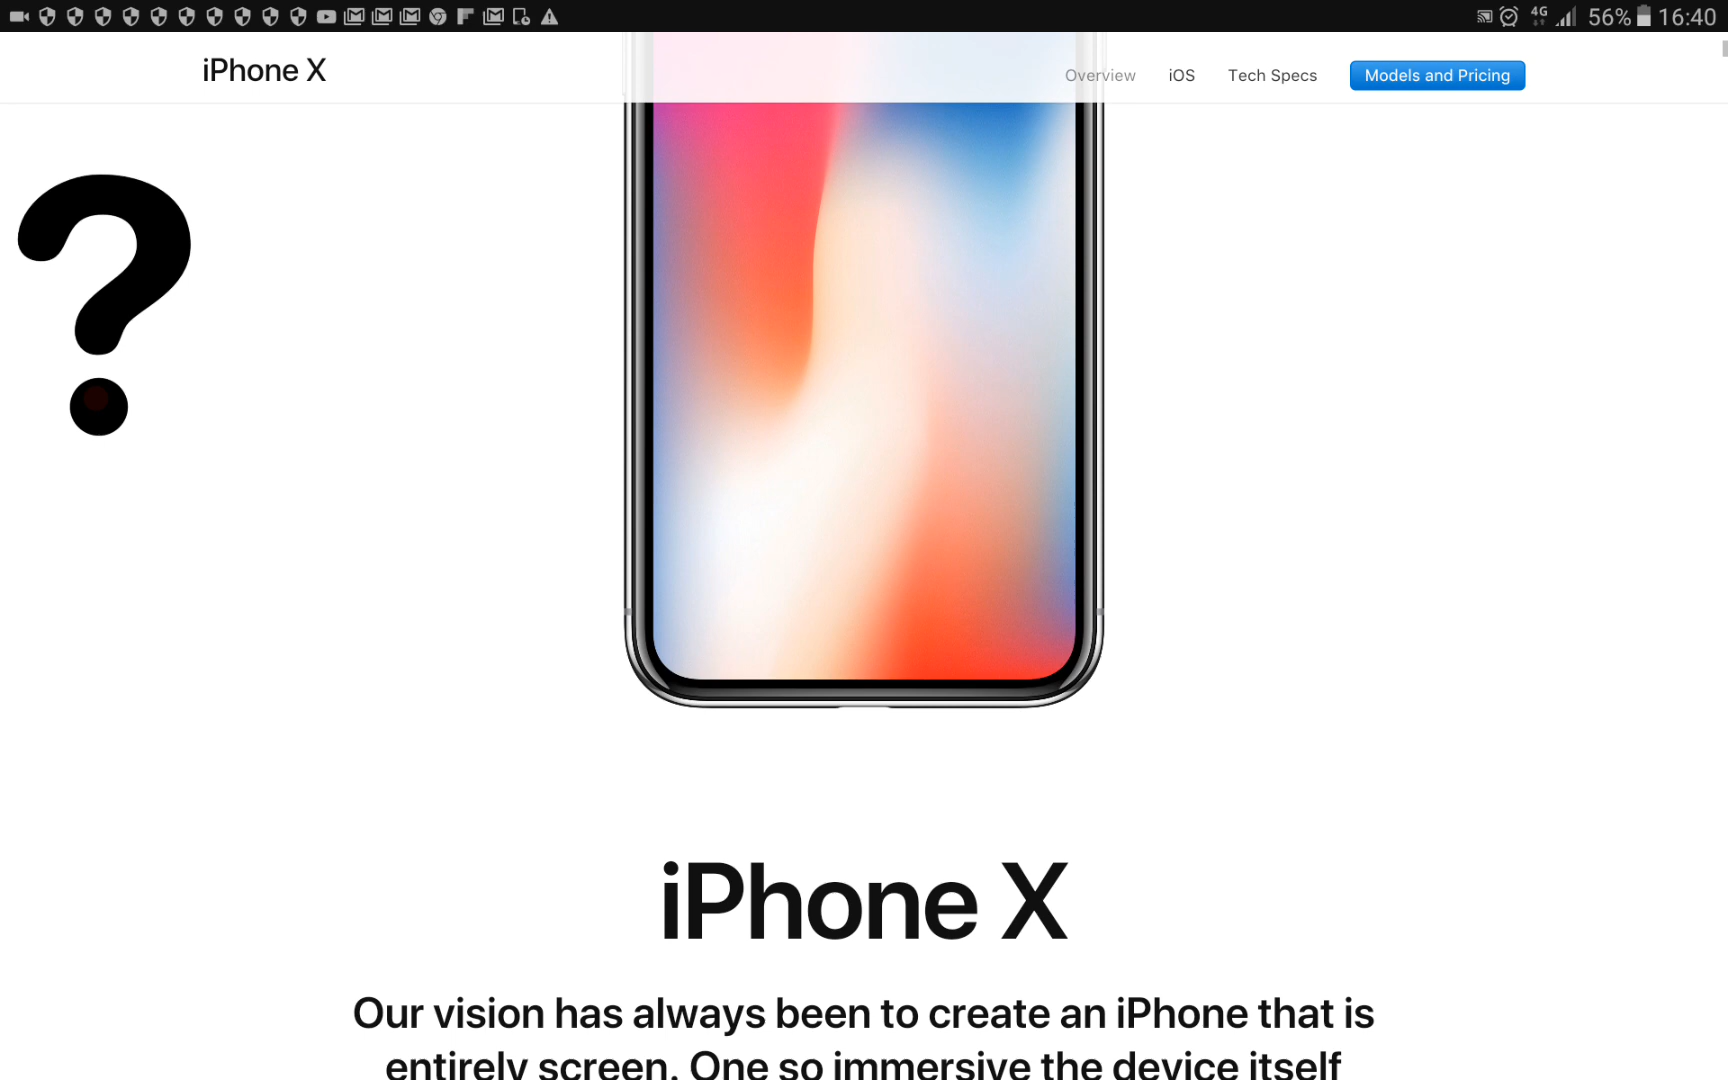 4G 56% 16:40
iPhone X
Overview iOS Tech Specs Models and Pricing
?
iPhone X
Our vision has always been to create an iPhone that is
entirely screen. One so immersive the device itself